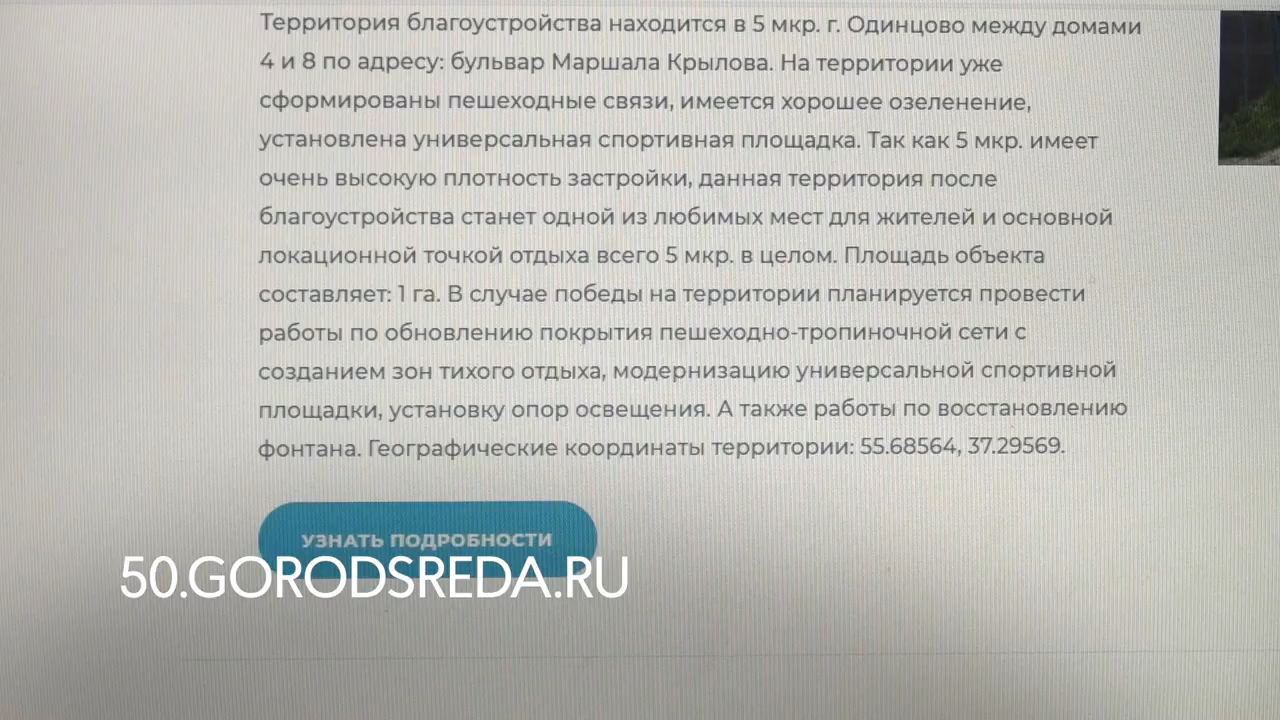 Территория благоустройства находится в 5 мкр. г. Одинцово между домами
4 и 8 по адресу: бульвар Маршала Крылова. На территории уже
сформированы пешеходные связи, имеется хорошее озеленение,
установлена универсальная спортивная площадка. Так как 5 мкр. имеет
очень высокую плотность застройки, данная территория после
благоустройства станет одной из любимых мест для жителей и основной
локационной точкой отдыха всего 5 мкр. в целом. Площадь объекта
составляет: 1 га. В случае победы на территории планируется провести
работы по обновлению покрытия пешеходно-тропиночной сети с
созданием зон тихого отдыха, модернизацию универсальной спортивной
площадки, установку опор освещения. А также работы по восстановлению
фонтана. Географические координаты территории: 55.68564, 37.29569.
УЗНАТЬ ПОДРОБНОСТИ
50.GORODSREDA.RU